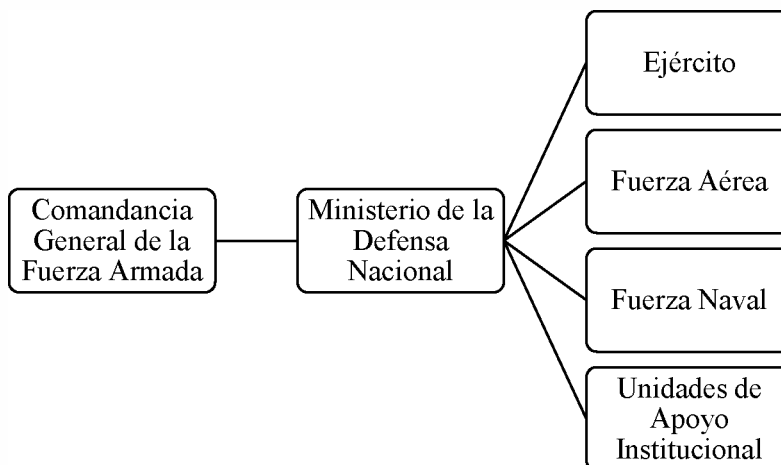 Comandancia
General de la
Fuerza Armada
Ministerio de la
Defensa
Nacional
Ejército
Fuerza Aérea
Fuerza Naval
Unidades de
Apoyo
Institucional